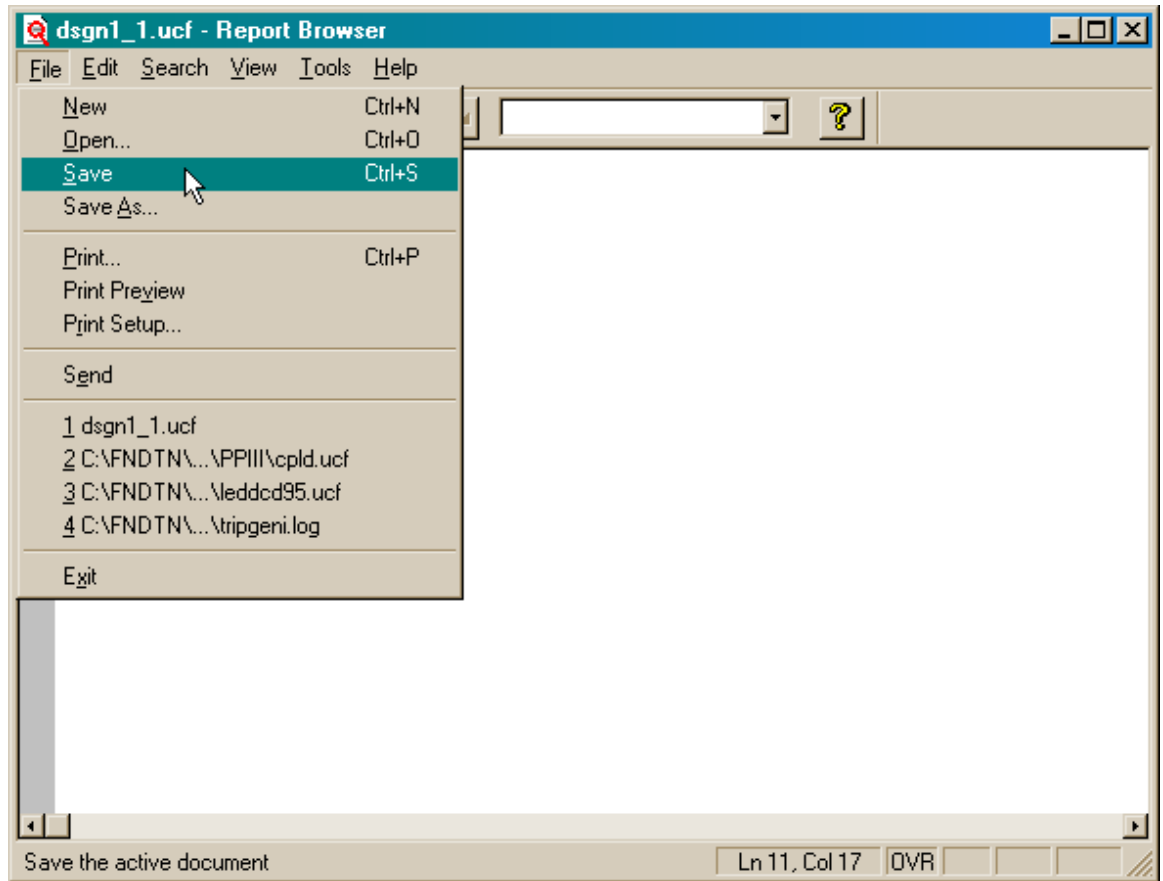 dsgn1_1.ucf - Report Browser
File Edit Search View Tools Help
New Ctrl+N
Open... Ctrl+O
Save Ctrl+S
Save As...
Print... Ctrl+P
Print Preview
Print Setup...
Send
1 dsgn1_1.ucf
2 C:\FNDTN\...\PPIII\cpld.ucf
3 C:\FNDTN\...\leddcd95.ucf
4 C:\FNDTN\...\tripgeni.log
Exit
Save the active document Ln 11, Col 17 OVR